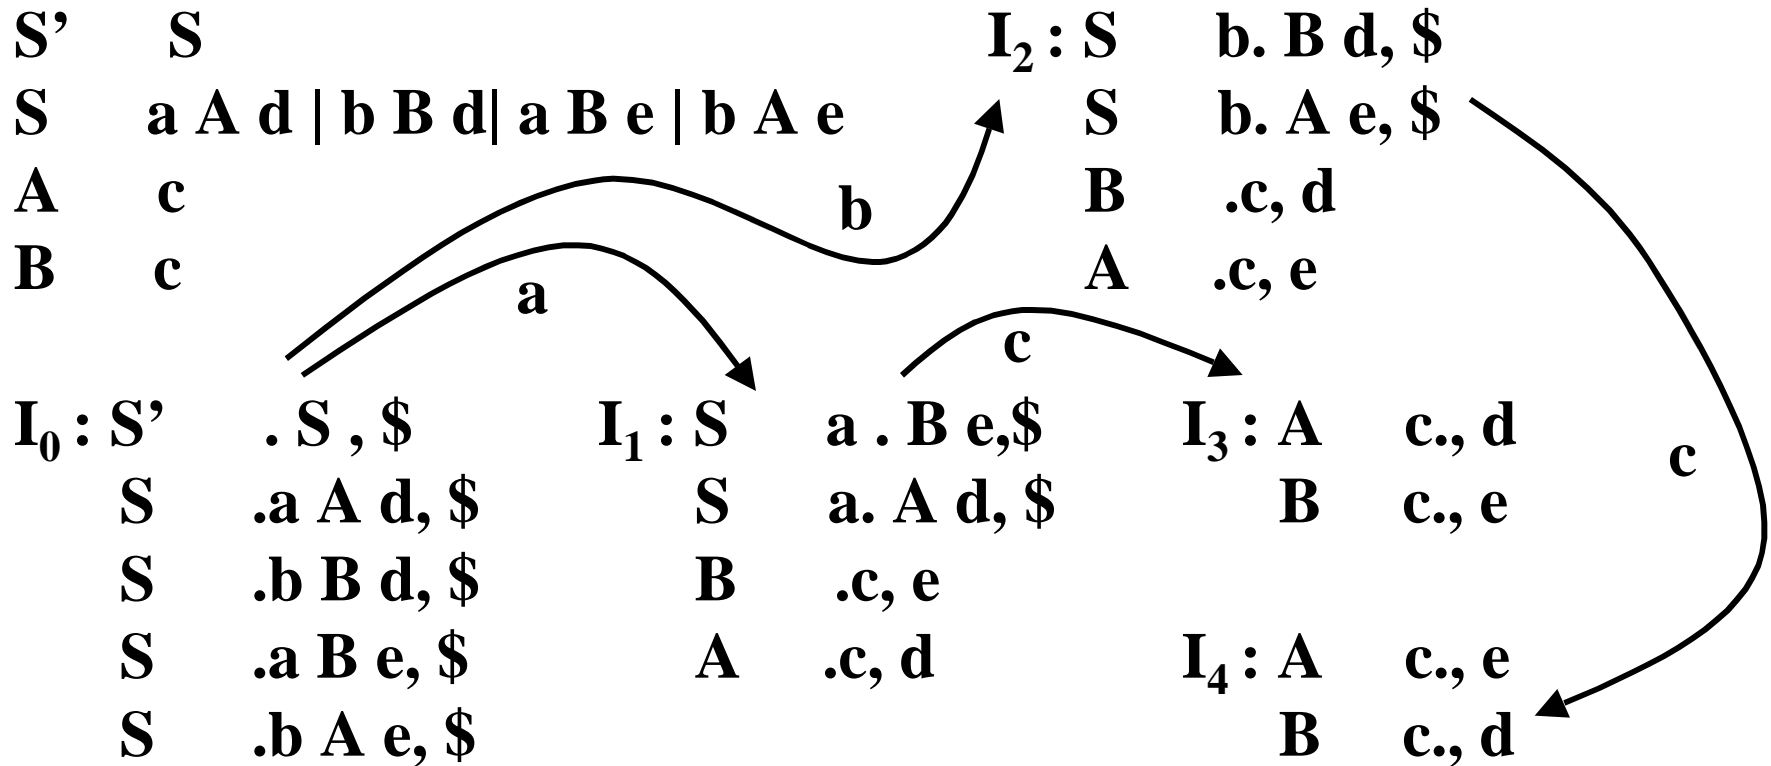 S’ S
S a A d | b B d| a B e | b A e
A c
B c
I2 : S b. B d, $
S b. A e, $
B .c, d
A .c, e
b
a
c
c
I0 : S’ . S , $
S .a A d, $
S .b B d, $
S .a B e, $
S .b A e, $
I1 : S a . B e,$
S a. A d, $
B .c, e
A .c, d
I3 : A c., d
B c., e
I4 : A c., e
B c., d